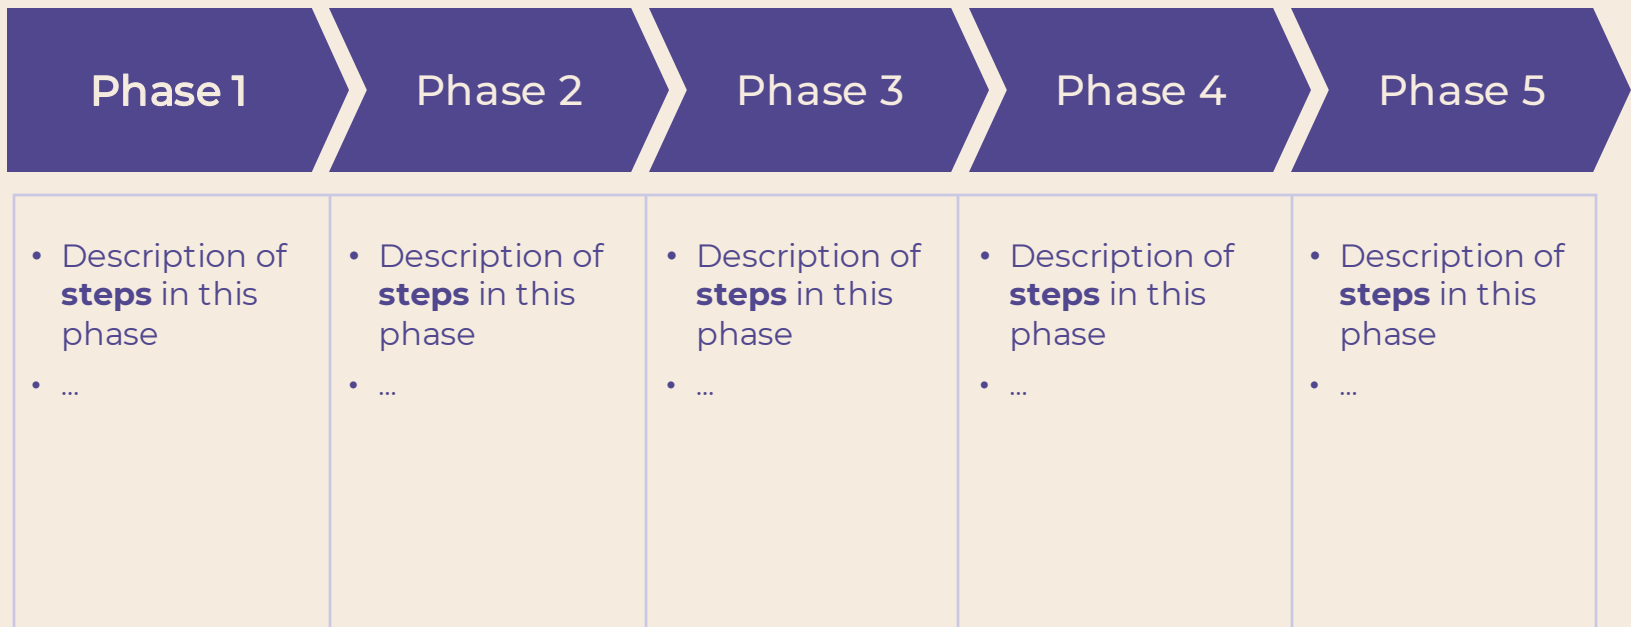 Phase 1
Phase 2
Phase 3
Phase 4
Phase 5
• Description of
steps in this
phase
• ...
• Description of
steps in this
phase
• ...
• Description of
steps in this
phase
• ...
• Description of
steps in this
phase
• ...
• Description of
steps in this
phase
• ...